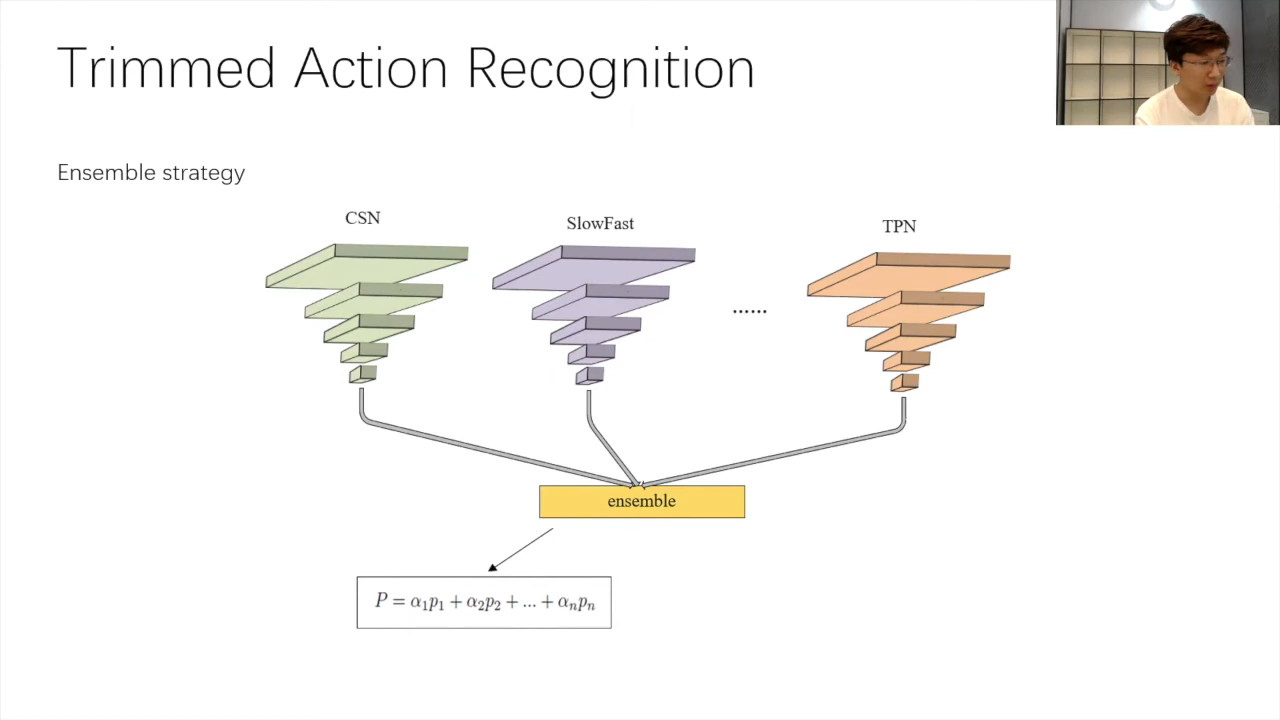 Trimmed Action Recognition
Ensemble strategy
CSN
SlowFast
TPN
......
ensemble
P = α₁p₁ + α₂p₂ + ... + αₙpₙ